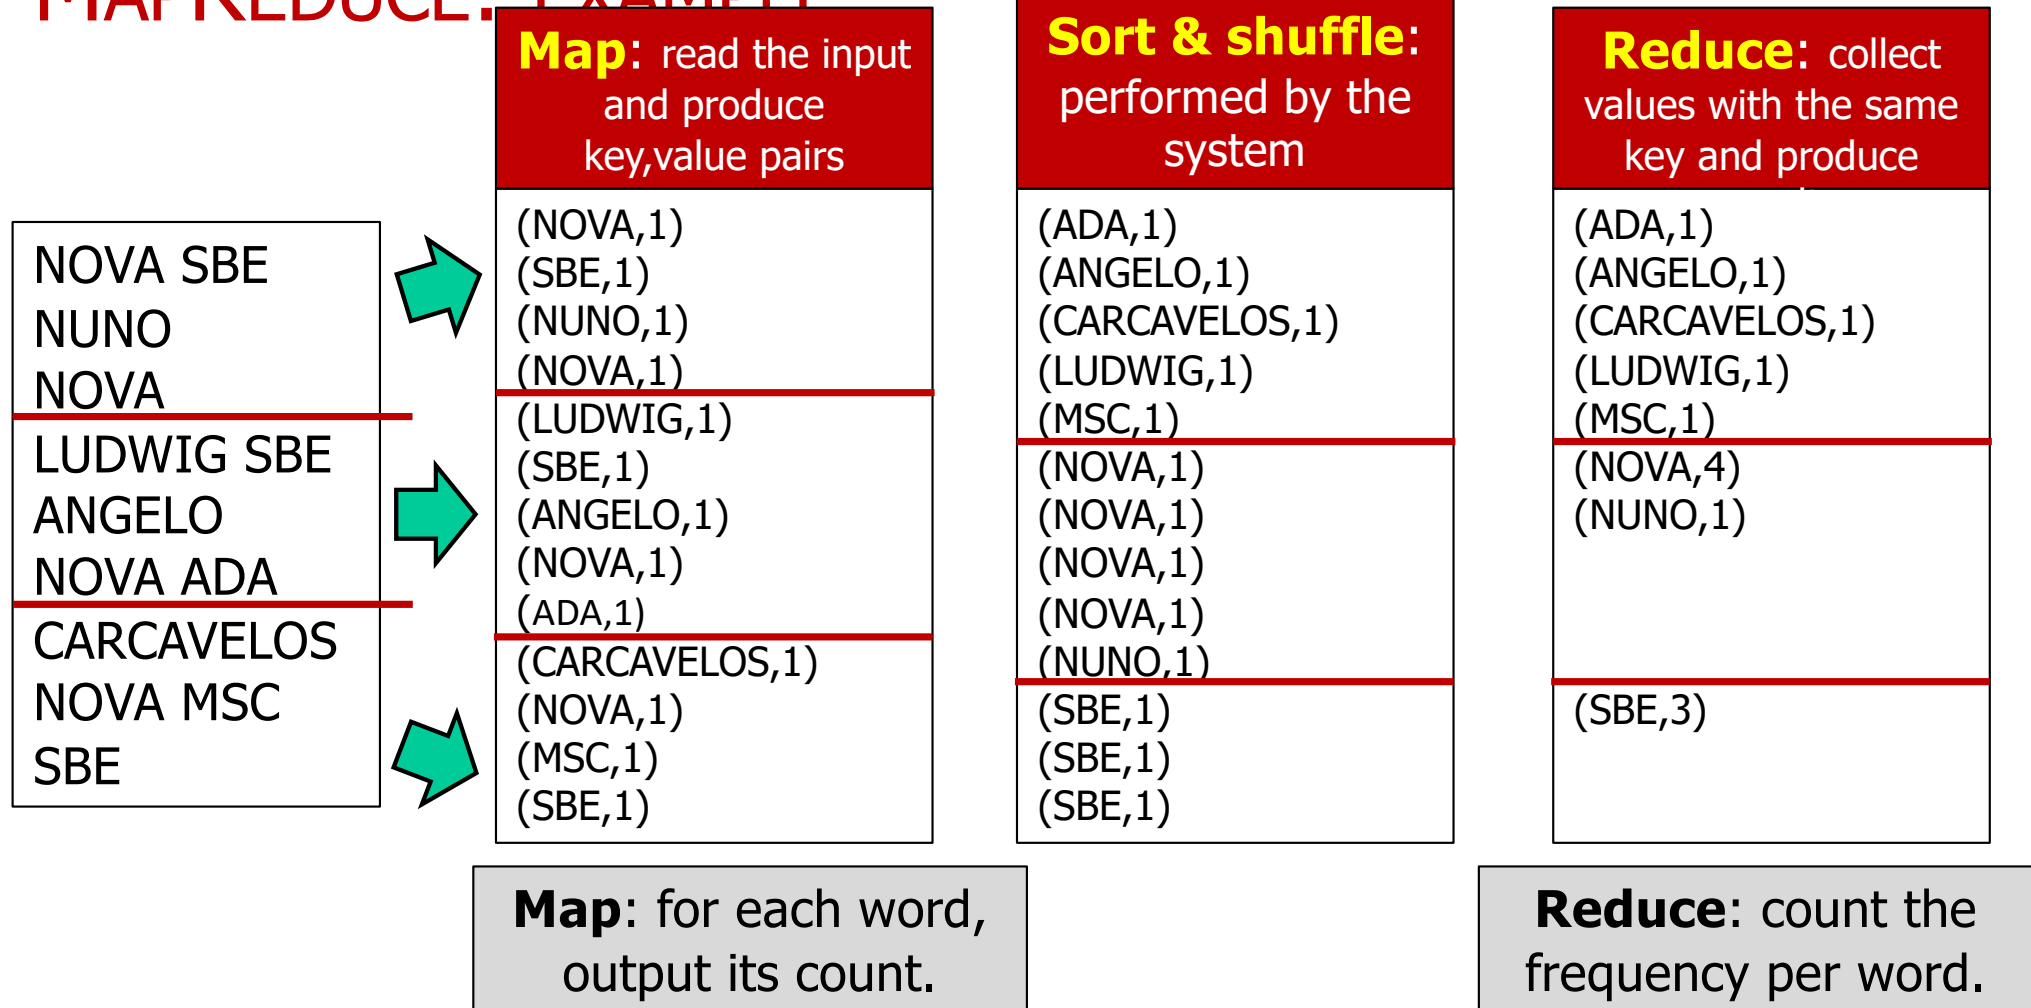 MAPREDUCE: EXAMPLE
Map: read the input
and produce
key,value pairs
Sort & shuffle:
performed by the
system
Reduce: collect
values with the same
key and produce
NOVA SBE
NUNO
NOVA
LUDWIG SBE
ANGELO
NOVA ADA
CARCAVELOS
NOVA MSC
SBE
(NOVA,1)
(SBE,1)
(NUNO,1)
(NOVA,1)
(LUDWIG,1)
(SBE,1)
(ANGELO,1)
(NOVA,1)
(ADA,1)
(CARCAVELOS,1)
(NOVA,1)
(MSC,1)
(SBE,1)
(ADA,1)
(ANGELO,1)
(CARCAVELOS,1)
(LUDWIG,1)
(MSC,1)
(NOVA,1)
(NOVA,1)
(NOVA,1)
(NOVA,1)
(NUNO,1)
(SBE,1)
(SBE,1)
(SBE,1)
(ADA,1)
(ANGELO,1)
(CARCAVELOS,1)
(LUDWIG,1)
(MSC,1)
(NOVA,4)
(NUNO,1)
(SBE,3)
Map: for each word,
output its count.
Reduce: count the
frequency per word.